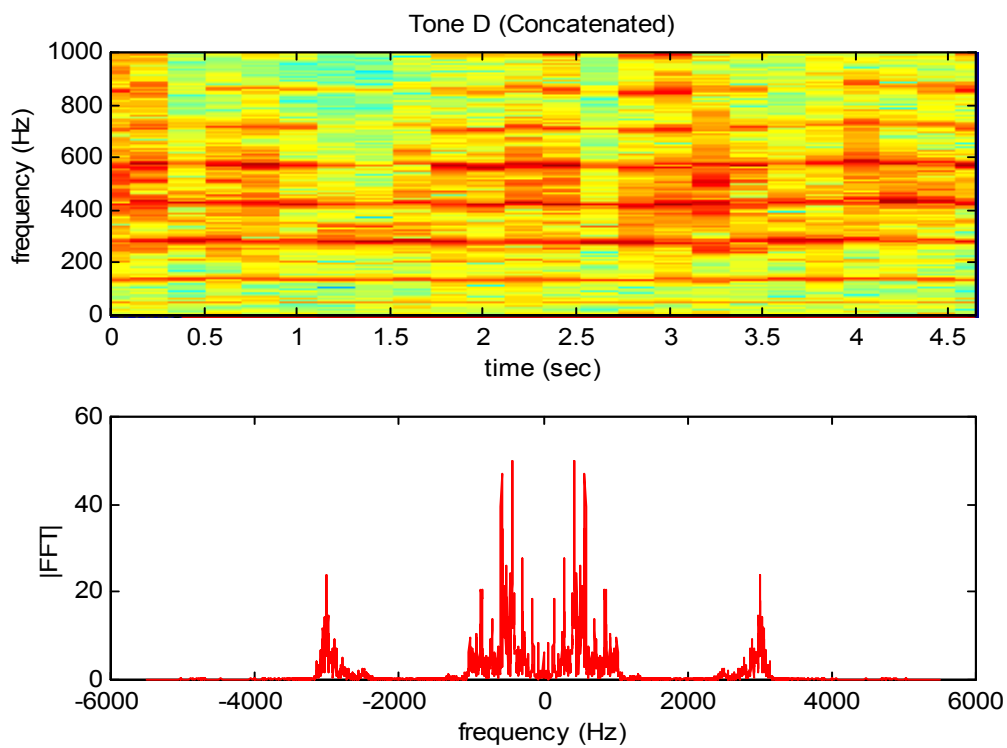 Tone D (Concatenated)
1000
800
600
400
200
0
frequency (Hz)
0 0.5 1 1.5 2 2.5 3 3.5 4 4.5
time (sec)
60
40
20
0
|FFT|
-6000 -4000 -2000 0 2000 4000 6000
frequency (Hz)